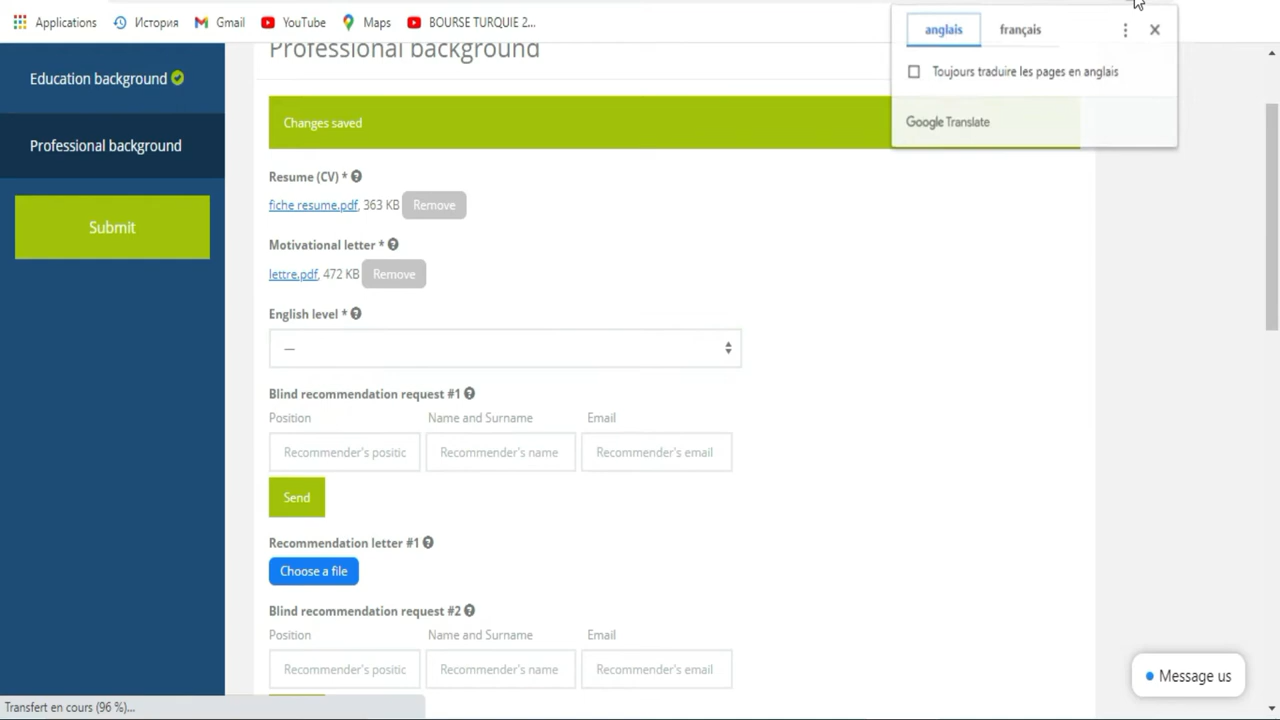 Applications История Gmail YouTube Maps BOURSE TURQUIE 2...
anglais français
Toujours traduire les pages en anglais
Google Translate
Professional background
Education background
Professional background
Submit
Changes saved
Resume (CV) *
fiche resume.pdf, 363 KB Remove
Motivational letter *
lettre.pdf, 472 KB Remove
English level *
—
Blind recommendation request #1
Position Name and Surname Email
Recommender's positic Recommender's name Recommender's email
Send
Recommendation letter #1
Choose a file
Blind recommendation request #2
Position Name and Surname Email
Recommender's positic Recommender's name Recommender's email
Message us
Transfert en cours (96 %)...